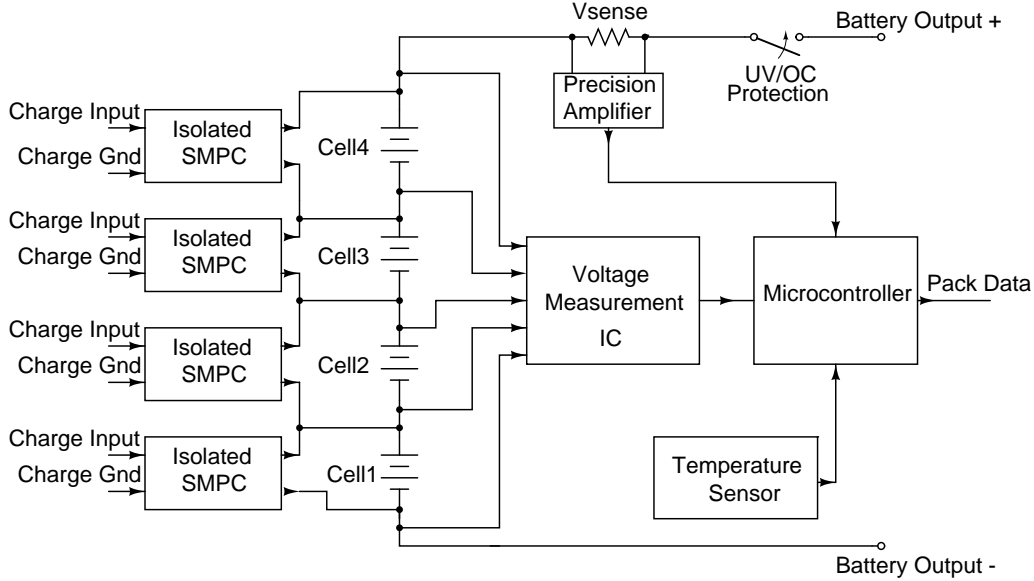 Vsense
Battery Output +
Precision
Amplifier
UV/OC
Protection
Charge Input
Charge Gnd
Isolated
SMPC
Cell4
Charge Input
Charge Gnd
Isolated
SMPC
Cell3
Voltage
Measurement
IC
Microcontroller
Pack Data
Charge Input
Charge Gnd
Isolated
SMPC
Cell2
Charge Input
Charge Gnd
Isolated
SMPC
Cell1
Temperature
Sensor
Battery Output -